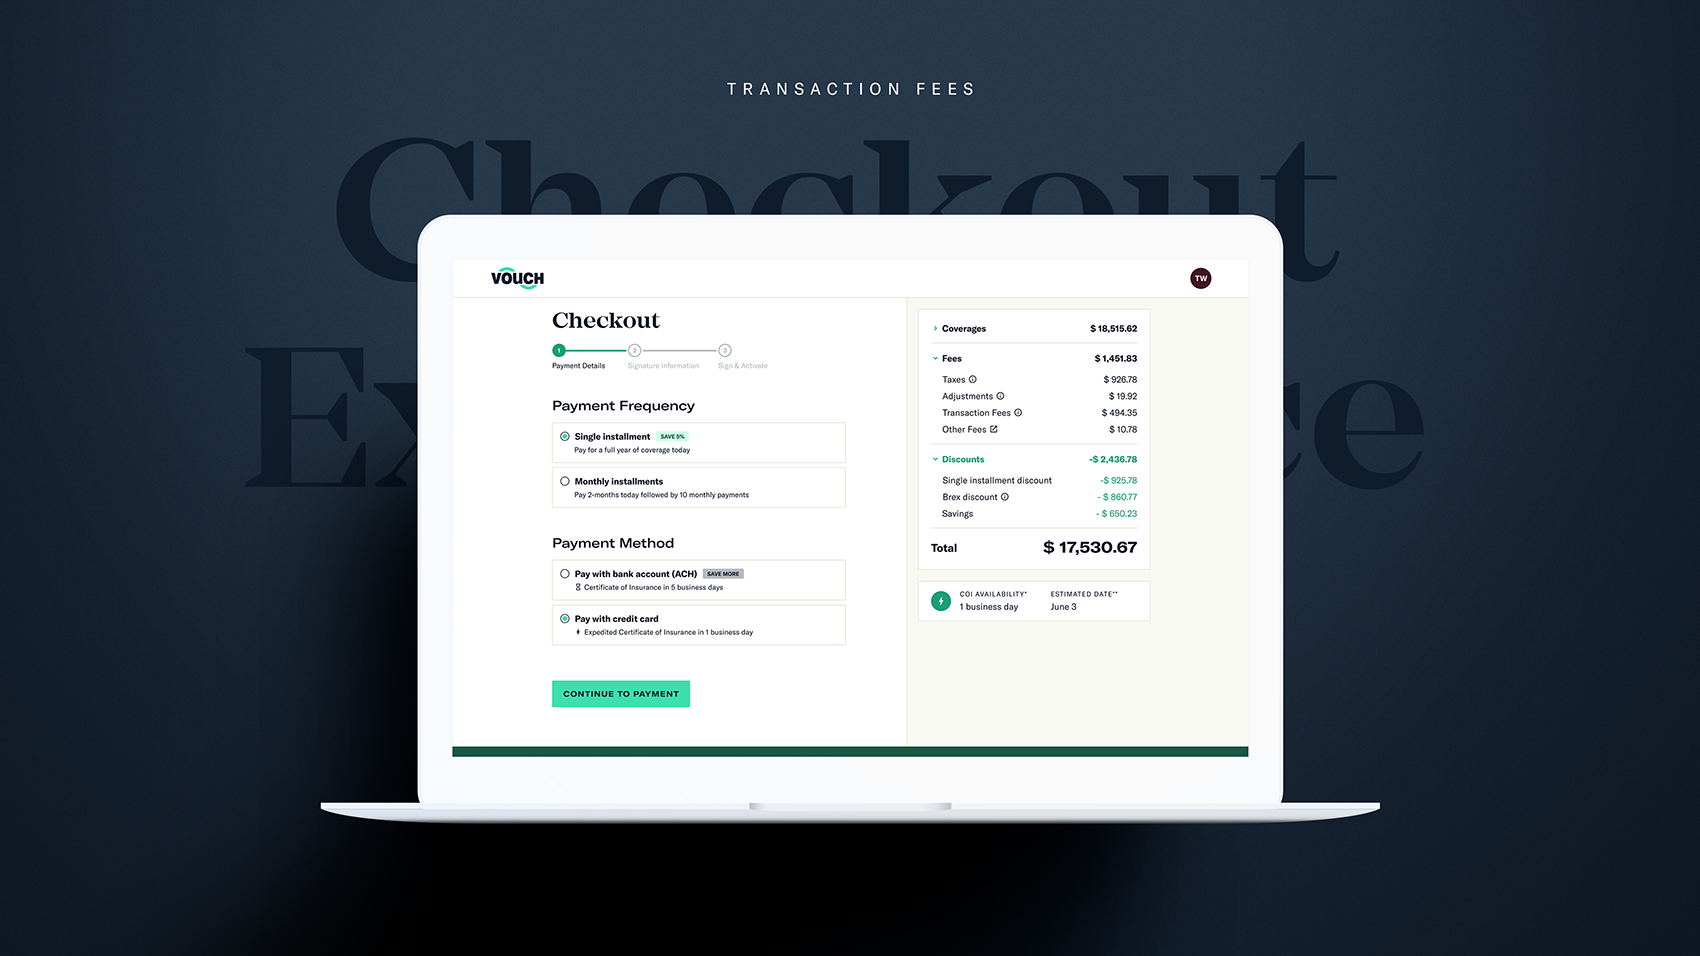 TRANSACTION FEES
Checkout
VOUCH
TW
Checkout
1
2
3
Payment Details
Signature Information
Sign & Activate
Payment Frequency
Single installment SAVE 5%
Pay for a full year of coverage today
Monthly installments
Pay 2-months today followed by 10 monthly payments
Payment Method
Pay with bank account (ACH) SAVE MORE
Certificate of Insurance in 5 business days
Pay with credit card
Expedited Certificate of Insurance in 1 business day
CONTINUE TO PAYMENT
Coverages $ 18,515.62
Fees $ 1,451.83
Taxes $ 926.78
Adjustments $ 19.92
Transaction Fees $ 494.35
Other Fees $ 10.78
Discounts -$ 2,436.78
Single installment discount -$ 925.78
Brex discount - $ 860.77
Savings - $ 650.23
Total $ 17,530.67
COI AVAILABILITY* ESTIMATED DATE**
1 business day June 3